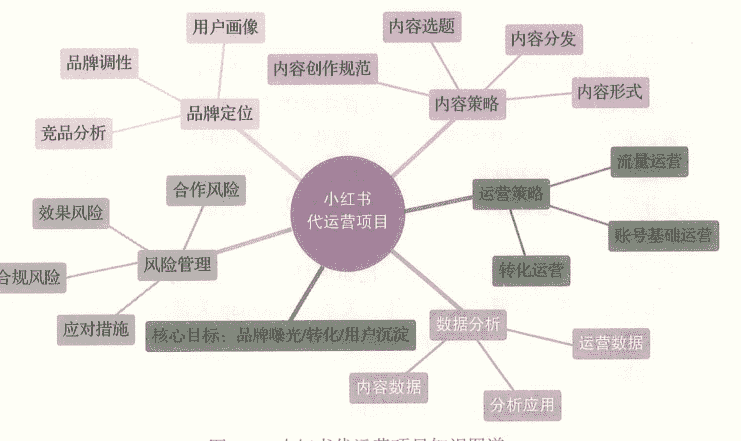 用户画像
品牌调性
品牌定位
竞品分析
内容选题
内容分发
内容创作规范
内容策略
内容形式
小红书
代运营项目
流量运营
运营策略
账号基础运营
转化运营
合作风险
效果风险
风险管理
合规风险
应对措施
核心目标：品牌曝光/转化/用户沉淀
数据分析
运营数据
内容数据
分析应用